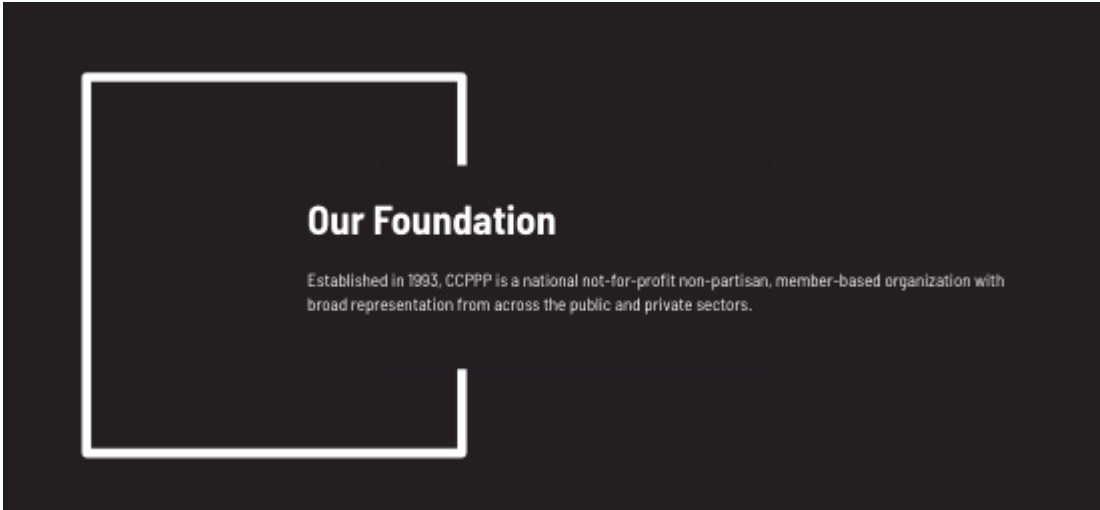 Our Foundation
Established in 1993, CCPPP is a national not-for-profit non-partisan, member-based organization with
broad representation from across the public and private sectors.